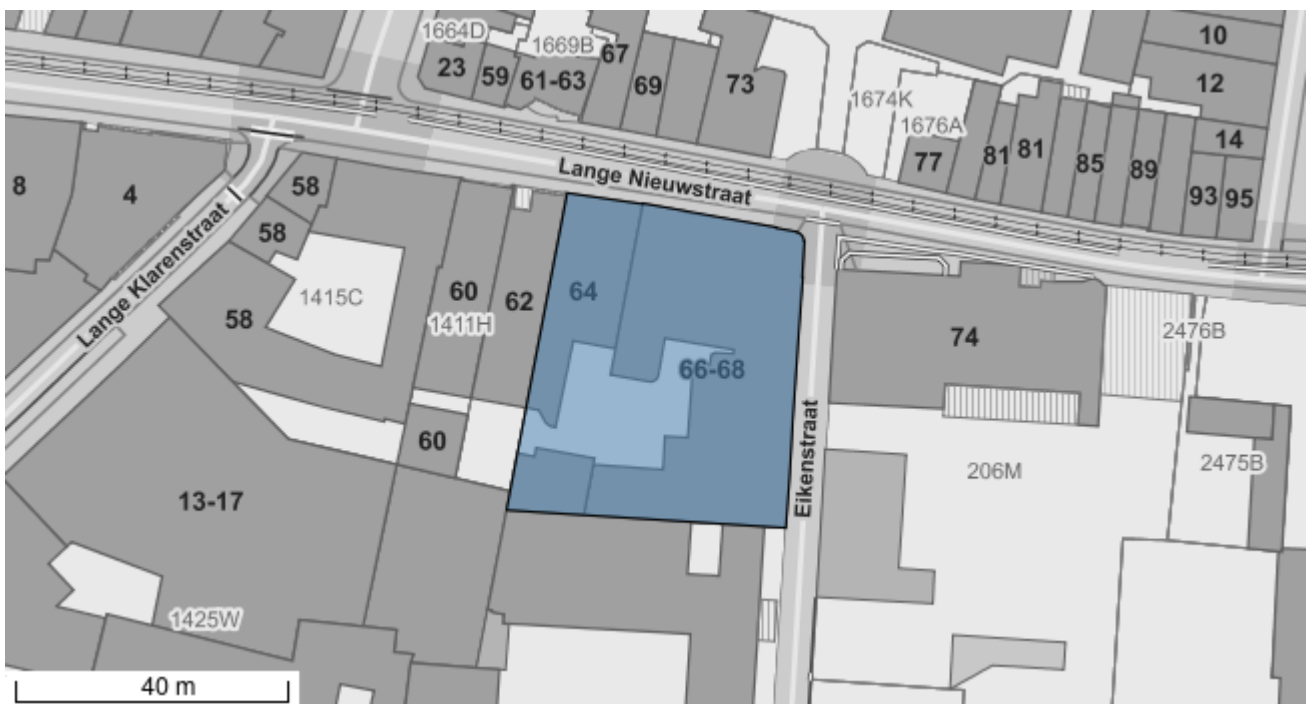 10
1664D
1669B
67
23
59
61-63
69
73
12
1674K
1676A
14
8
4
58
Lange Nieuwstraat
77
81
81
85
89
93
95
58
Lange Klarenstraat
58
1415C
60
1411H
62
64
66-68
74
2476B
60
Eikenstraat
206M
2475B
13-17
1425W
40 m